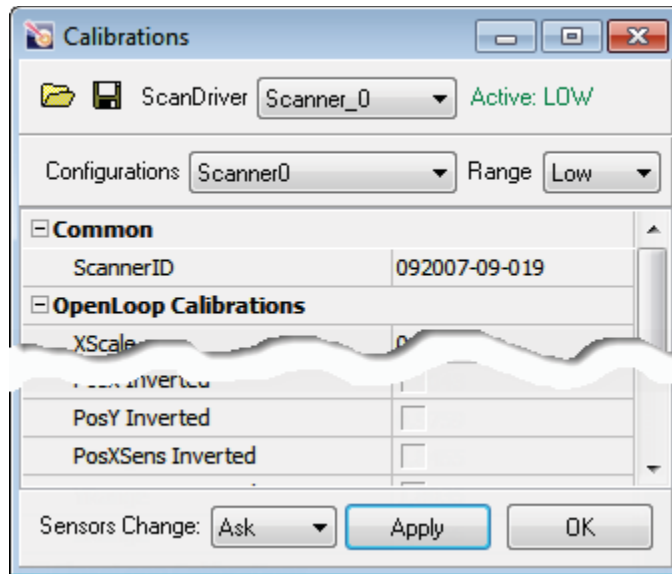 Calibrations
ScanDriver Scanner_0 Active: LOW
Configurations Scanner0 Range Low
Common
ScannerID 092007-09-019
OpenLoop Calibrations
XScale
Inverted
PosY Inverted
PosXSens Inverted
Sensors Change: Ask Apply OK